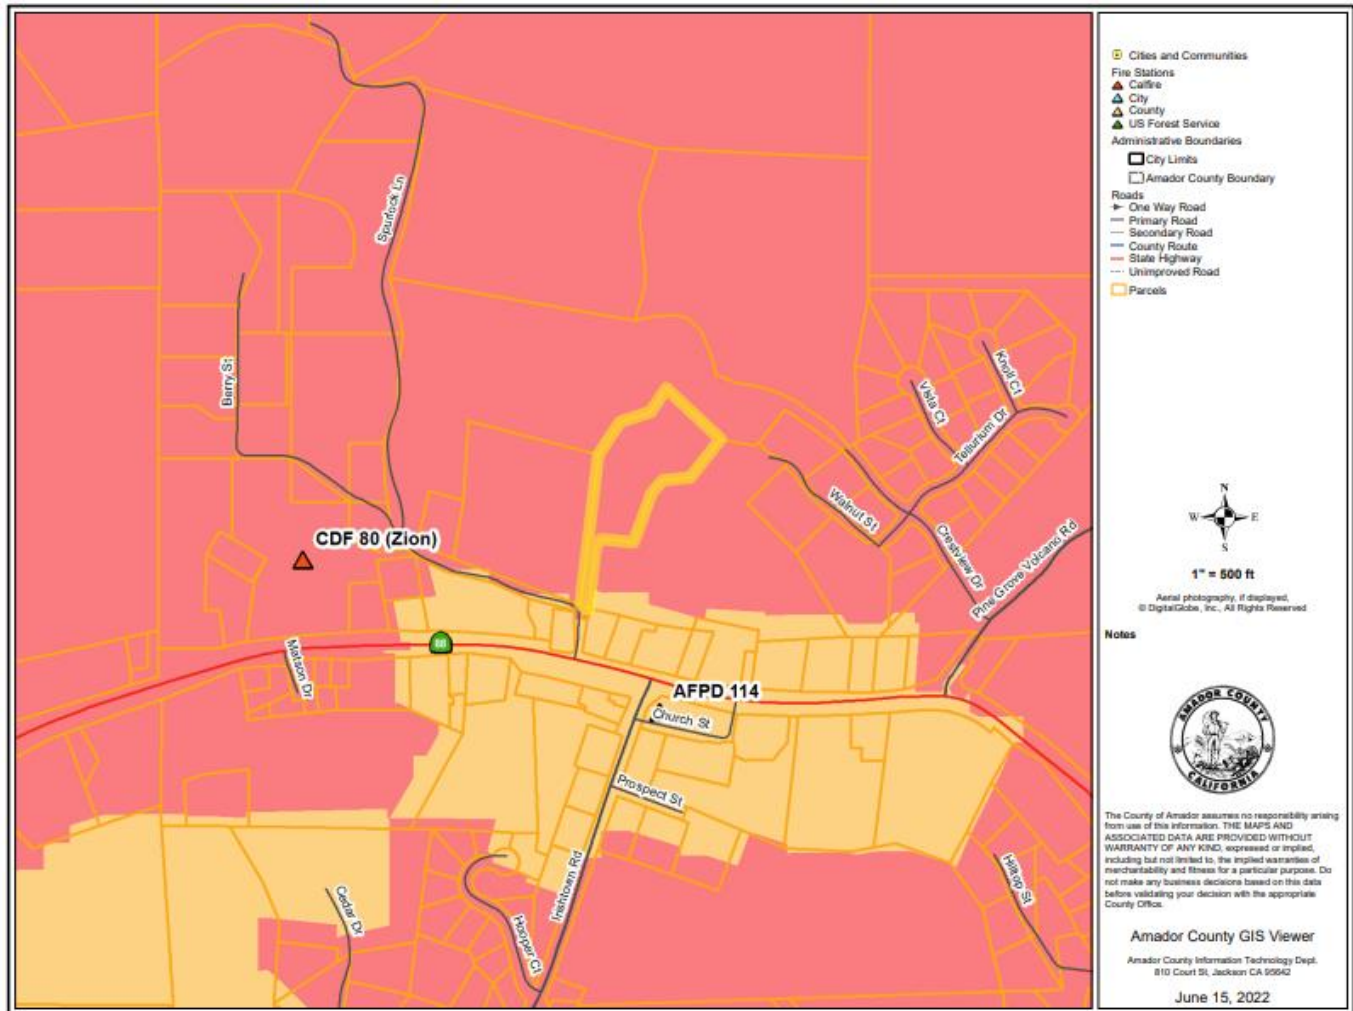 Spurlock Ln
Berry St
CDF 80 (Zion)
Matson Dr
88
AFPD 114
Church St
Prospect St
Irishtown Rd
Hooper Ct
Cedar Dr
Hilltop St
Walnut St
Vista Ct
Knoll Ct
Tellurium Dr
Crestview Dr
Pine Grove Volcano Rd
Cities and Communities
Fire Stations
Calfire
City
County
US Forest Service
Administrative Boundaries
City Limits
Amador County Boundary
Roads
One Way Road
Primary Road
Secondary Road
County Route
State Highway
Unimproved Road
Parcels
N
W E
S
1" = 500 ft
Aerial photography, if displayed,
© DigitalGlobe, Inc., All Rights Reserved
Notes
AMADOR COUNTY
CALIFORNIA
The County of Amador assumes no responsibility arising
from use of this information. THE MAPS AND
ASSOCIATED DATA ARE PROVIDED WITHOUT
WARRANTY OF ANY KIND, expressed or implied,
including but not limited to, the implied warranties of
merchantability and fitness for a particular purpose. Do
not make any business decisions based on this data
before validating your decision with the appropriate
County Office.
Amador County GIS Viewer
Amador County Information Technology Dept.
810 Court St, Jackson CA 95642
June 15, 2022